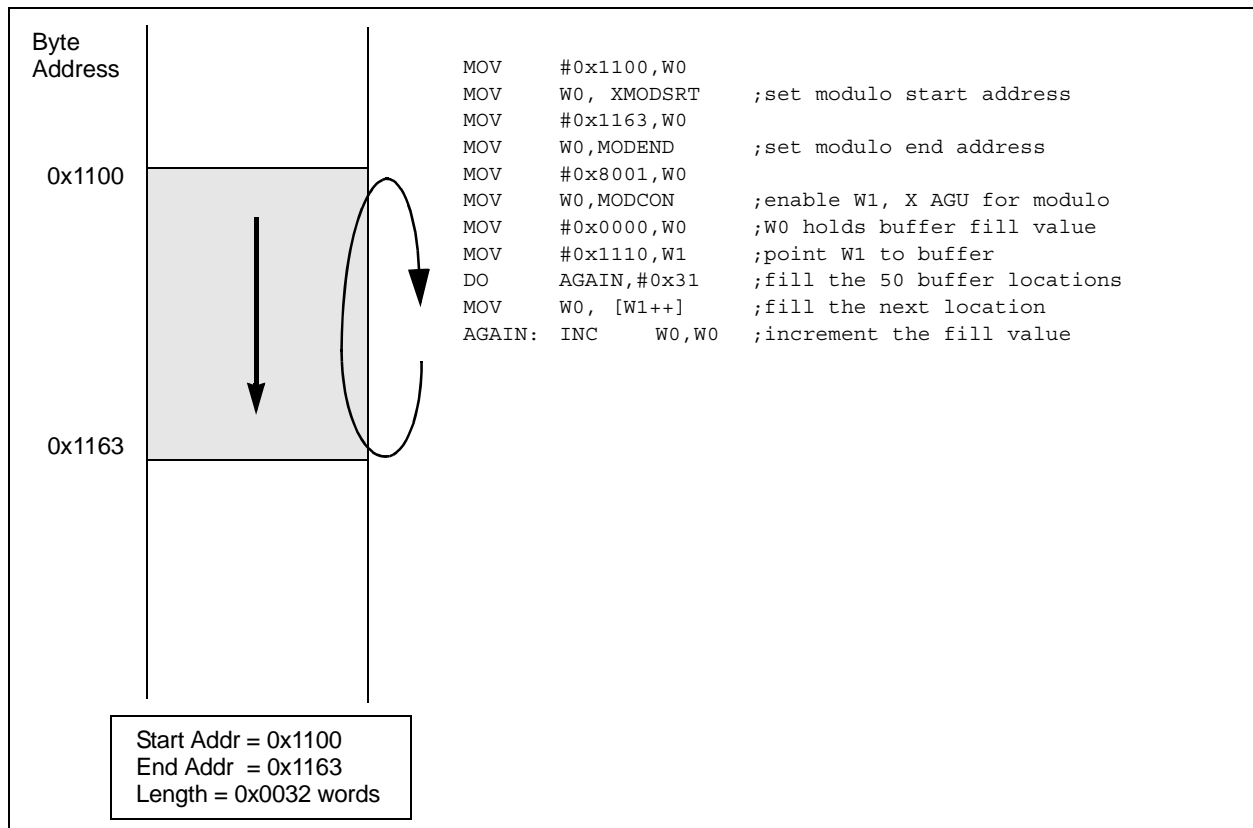 Byte
Address
0x1100
0x1163
MOV #0x1100,W0
MOV W0, XMODSRT ;set modulo start address
MOV #0x1163,W0
MOV W0,MODEND ;set modulo end address
MOV #0x8001,W0
MOV W0,MODCON ;enable W1, X AGU for modulo
MOV #0x0000,W0 ;W0 holds buffer fill value
MOV #0x1110,W1 ;point W1 to buffer
DO AGAIN,#0x31 ;fill the 50 buffer locations
MOV W0, [W1++] ;fill the next location
AGAIN: INC W0,W0 ;increment the fill value
Start Addr = 0x1100
End Addr = 0x1163
Length = 0x0032 words